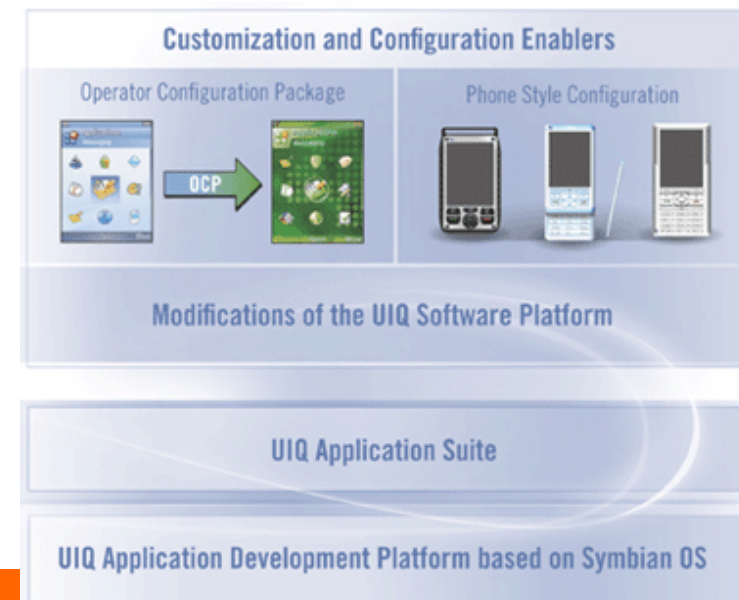 Customization and Configuration Enablers
Operator Configuration Package
Phone Style Configuration
OCP
Modifications of the UIQ Software Platform
UIQ Application Suite
UIQ Application Development Platform based on Symbian OS